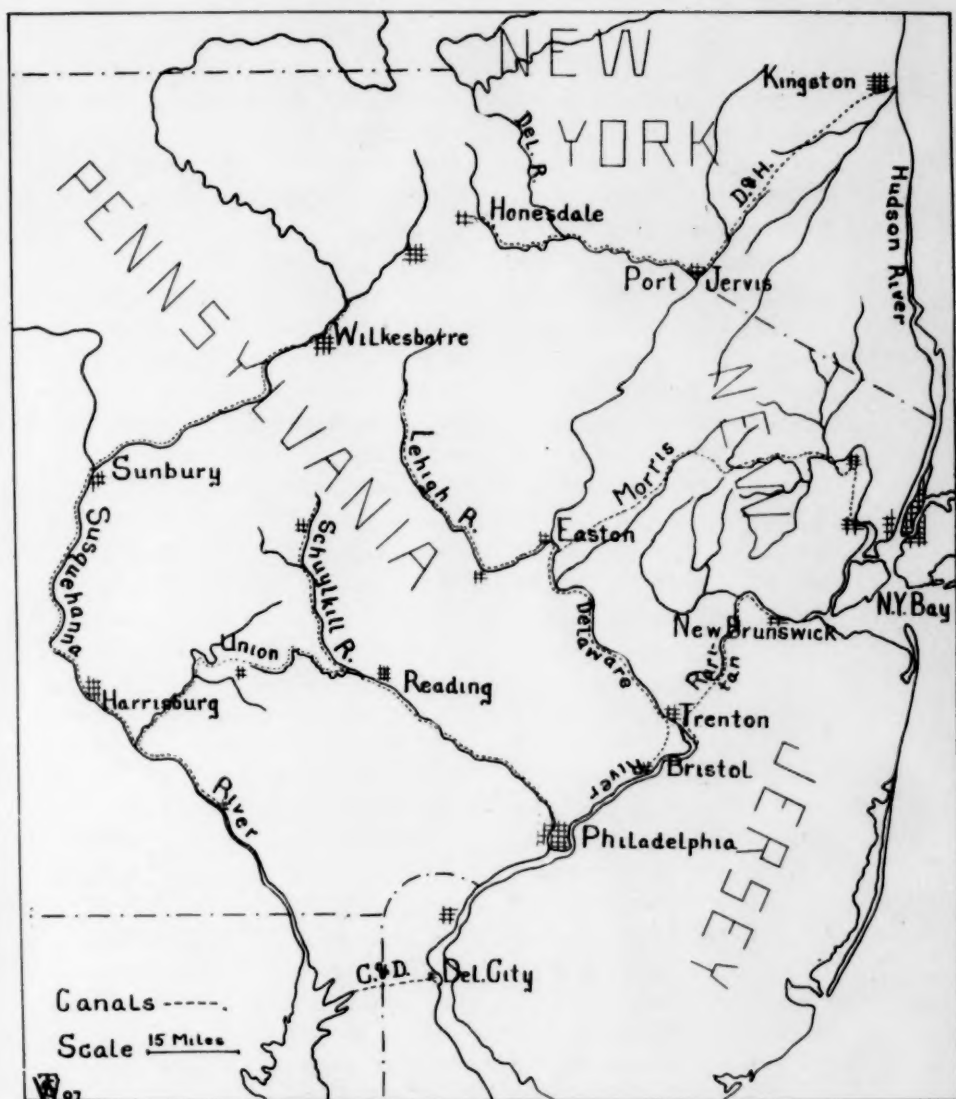 NEW
YORK
Kingston
Del. R.
D.&H.
Hudson River
PENNSYLVANIA
Honesdale
Port Jervis
Wilkesbarre
NEW
Lehigh R.
Morris
Sunbury
Susquehanna
Easton
Schuylkill R.
Delaware
N.Y. Bay
New Brunswick
Union
Rari-
tan
Reading
Harrisburg
Trenton
River
Bristol
River
JERSEY
Philadelphia
C.&D.
Del. City
Canals
Scale 15 Miles